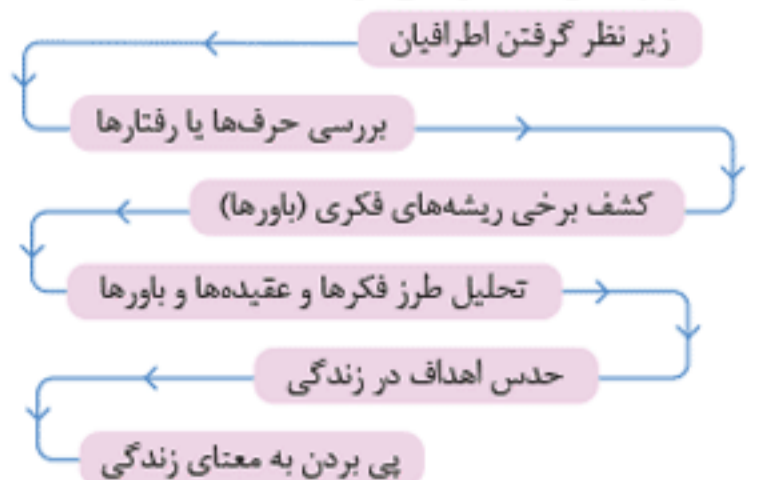 زیر نظر گرفتن اطرافیان
بررسی حرف‌ها یا رفتارها
کشف برخی ریشه‌های فکری (باورها)
تحلیل طرز فکرها و عقیده‌ها و باورها
حدس اهداف در زندگی
پی بردن به معنای زندگی